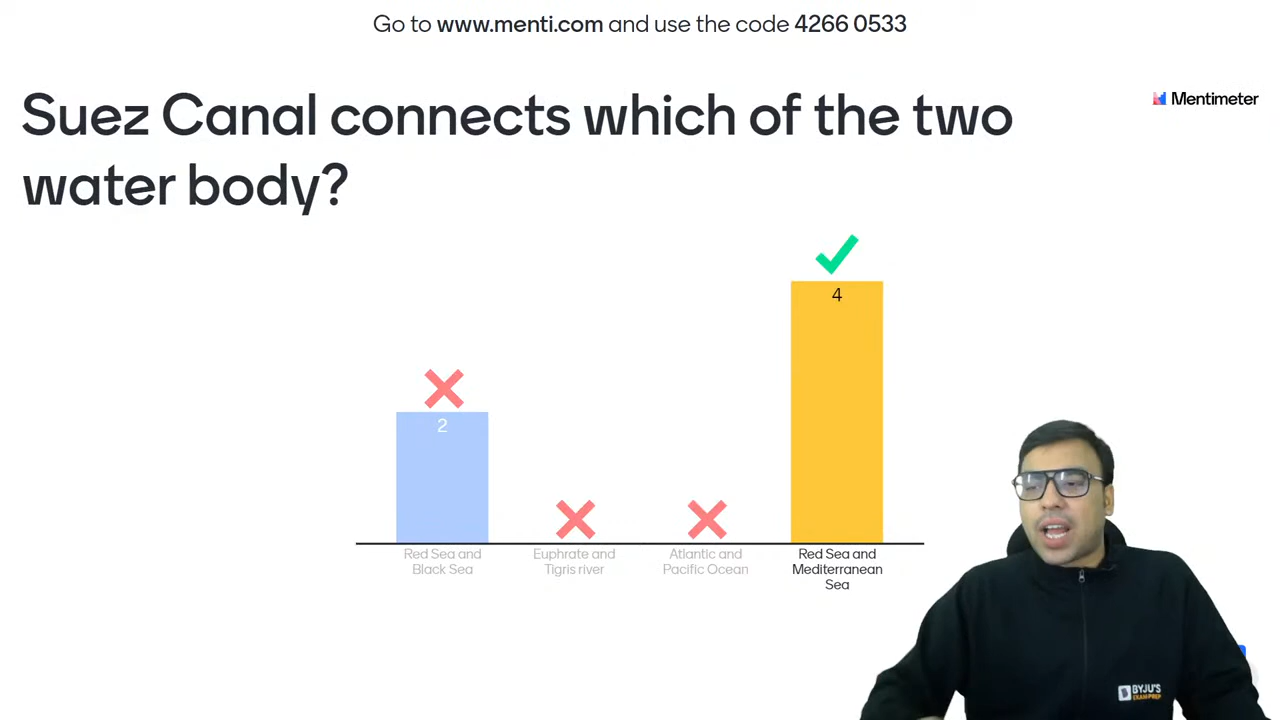 Go to www.menti.com and use the code 4266 0533
Suez Canal connects which of the two
water body?
Mentimeter
4
2
Red Sea and
Black Sea
Euphrate and
Tigris river
Atlantic and
Pacific Ocean
Red Sea and
Mediterranean
Sea
BYJU'S
EXAM PREP